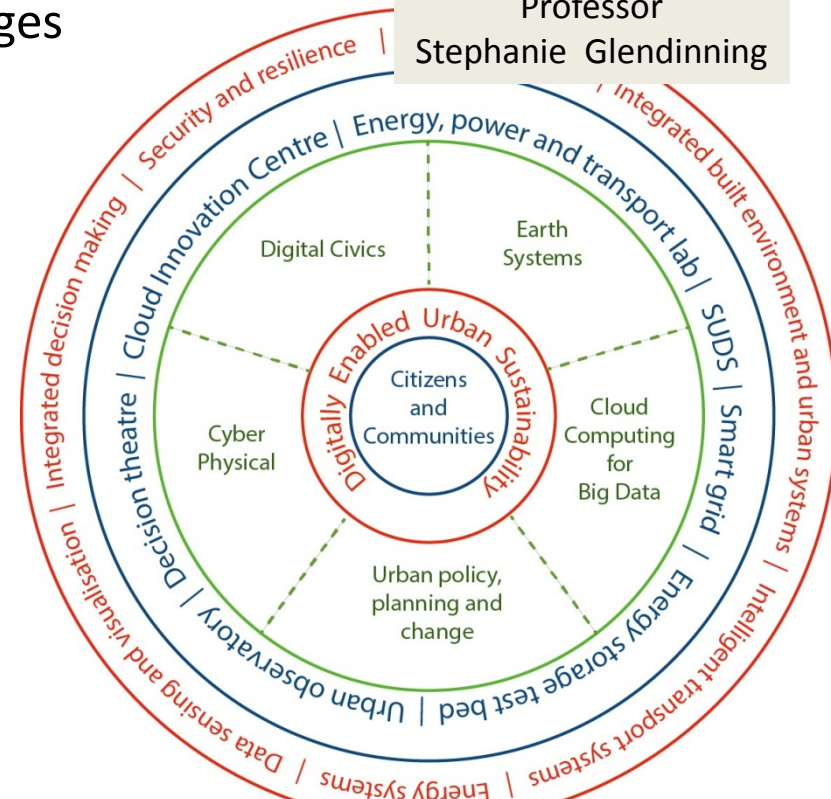 ges
Professor
Stephanie Glendinning
Security and resilience |
| Integrated built environment and urban systems | Intelligent transport systems | Energy systems | Data sensing and visualisation | Integrated decision making |
Cloud Innovation Centre | Energy, power and transport lab | SUDS | Smart grid | Energy storage test bed | Urban observatory | Decision theatre |
Digital Civics
Earth
Systems
Cloud
Computing
for
Big Data
Urban policy,
planning and
change
Cyber
Physical
Digitally Enabled Urban Sustainability
Citizens
and
Communities